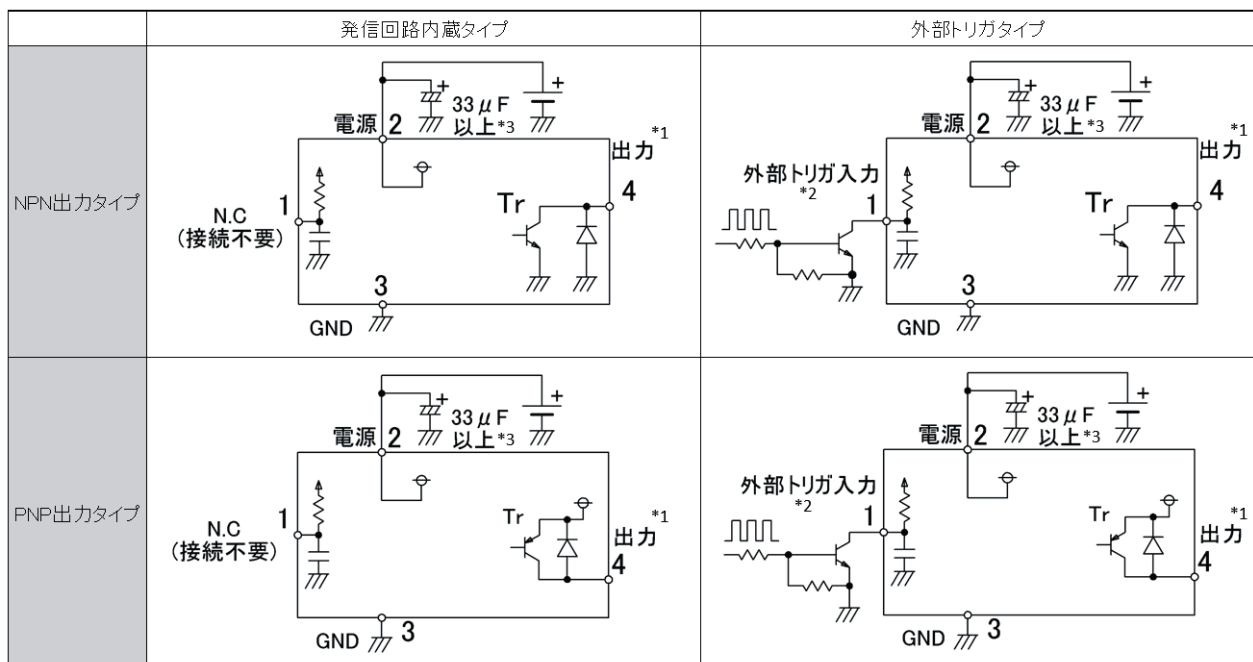 発信回路内蔵タイプ
外部トリガタイプ
NPN出力タイプ
+
+
33μF
以上*3
電源 2
出力*1
4
1
N.C
(接続不要)
Tr
3
GND
+
+
33μF
以上*3
電源 2
出力*1
4
外部トリガ入力
*2
1
Tr
3
GND
PNP出力タイプ
+
+
33μF
以上*3
電源 2
1
N.C
(接続不要)
Tr
出力*1
4
GND 3
+
+
33μF
以上*3
電源 2
外部トリガ入力
*2
1
Tr
出力*1
4
GND 3